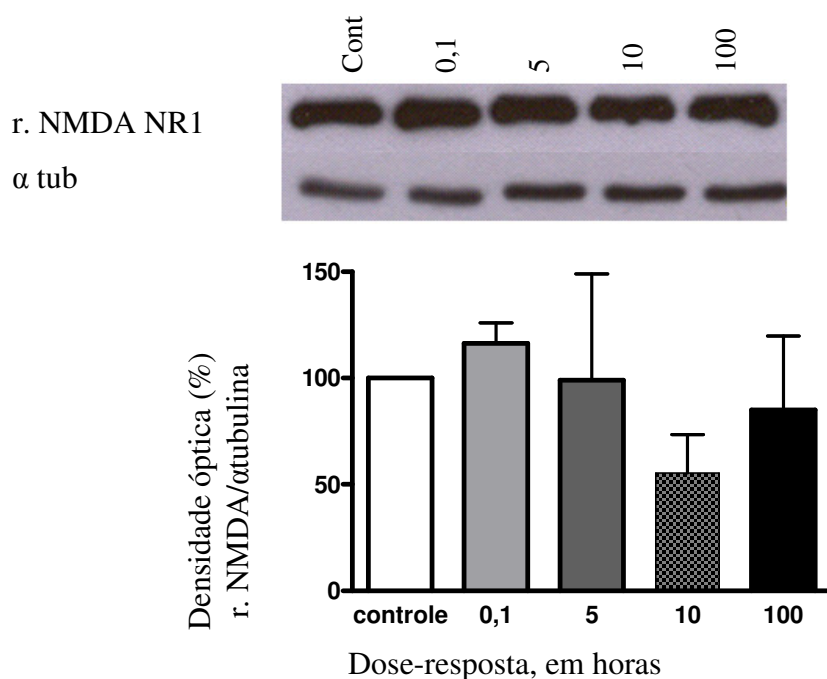 Cont 0,1 5 10 100
r. NMDA NR1
α tub
150
100
50
0
Densidade óptica (%)
r. NMDA/αtubulina
controle 0,1 5 10 100
Dose-resposta, em horas